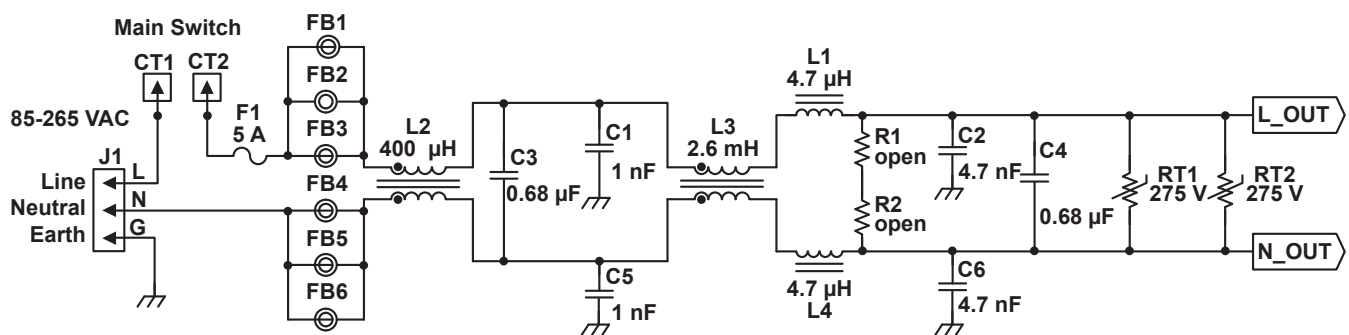 Main Switch
CT1
CT2
85-265 VAC
F1
5 A
J1
L
Line
N
Neutral
G
Earth
FB1
FB2
FB3
FB4
FB5
FB6
L2
400 µH
C3
0.68 µF
C1
1 nF
C5
1 nF
L3
2.6 mH
L1
4.7 µH
R1
open
R2
open
4.7 µH
L4
C2
4.7 nF
C4
0.68 µF
C6
4.7 nF
RT1
275 V
RT2
275 V
L_OUT
N_OUT